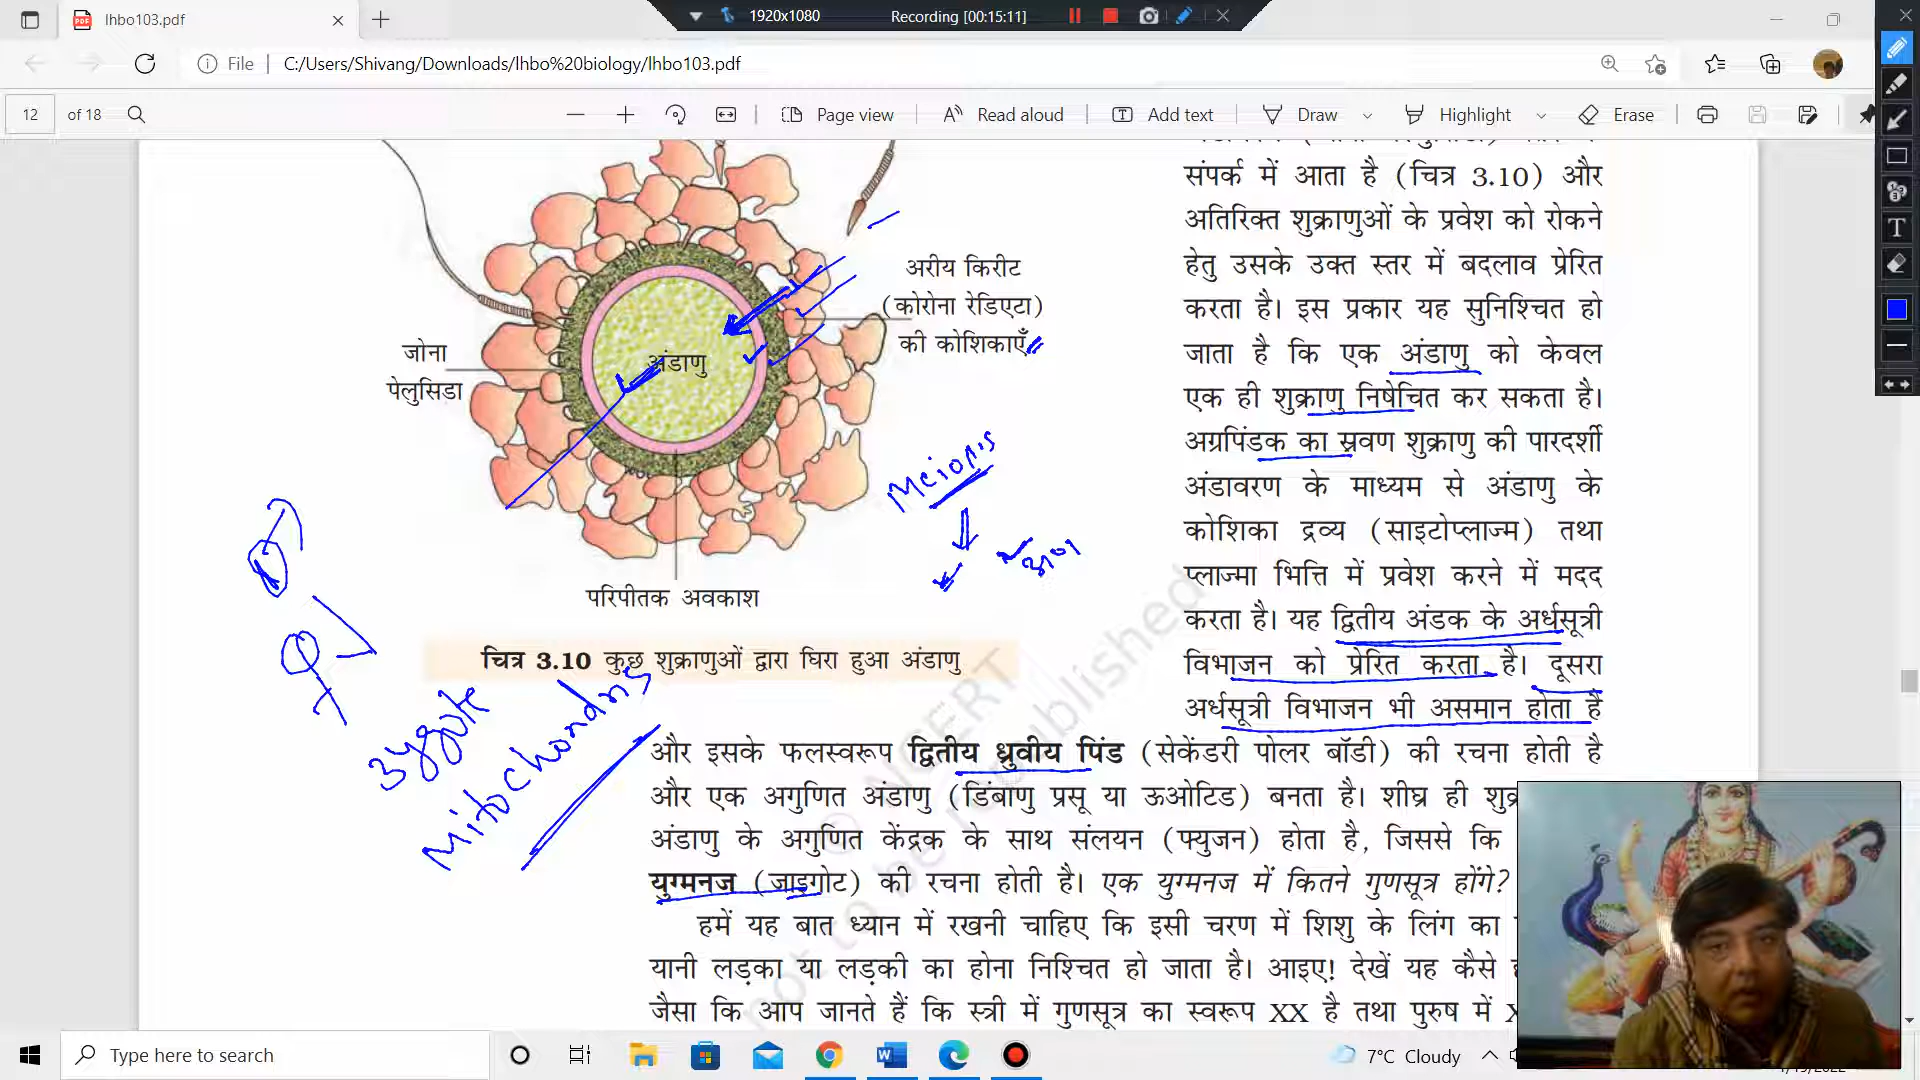 1920x1080 Recording [00:15:11]
lhbo103.pdf
File C:/Users/Shivang/Downloads/lhbo%20biology/lhbo103.pdf
12 of 18 Page view Read aloud Add text Draw Highlight Erase
संपर्क में आता है (चित्र 3.10) और
अतिरिक्त शुक्राणुओं के प्रवेश को रोकने
हेतु उसके उक्त स्तर में बदलाव प्रेरित
करता है। इस प्रकार यह सुनिश्चित हो
जाता है कि एक अंडाणु को केवल
एक ही शुक्राणु निषेचित कर सकता है।
अग्रपिंडक का स्रवण शुक्राणु की पारदर्शी
अंडावरण के माध्यम से अंडाणु के
कोशिका द्रव्य (साइटोप्लाज्म) तथा
प्लाज्मा भित्ति में प्रवेश करने में मदद
करता है। यह द्वितीय अंडक के अर्धसूत्री
विभाजन को प्रेरित करता है। दूसरा
अर्धसूत्री विभाजन भी असमान होता है
और इसके फलस्वरूप द्वितीय ध्रुवीय पिंड (सेकेंडरी पोलर बॉडी) की रचना होती है
और एक अगुणित अंडाणु (डिंबाणु प्रसू या ऊओटिड) बनता है। शीघ्र ही
अंडाणु के अगुणित केंद्रक के साथ संलयन (फ्युजन) होता है, जिससे कि
युग्मनज (जाइगोट) की रचना होती है। एक युग्मनज में कितने गुणसूत्र होंगे?
हमें यह बात ध्यान में रखनी चाहिए कि इसी चरण में शिशु के लिंग का
यानी लड़का या लड़की का होना निश्चित हो जाता है। आइए! देखें यह कैसे
जैसा कि आप जानते हैं कि स्त्री में गुणसूत्र का स्वरूप XX है तथा पुरुष में
अरीय किरीट
(कोरोना रेडिएटा)
की कोशिकाएँ
जोना
पेलुसिडा
अंडाणु
परिपीतक अवकाश
चित्र 3.10 कुछ शुक्राणुओं द्वारा घिरा हुआ अंडाणु
Meiosis
zygote
Mitochondris
© NCERT
not to be republished
Type here to search
7°C Cloudy